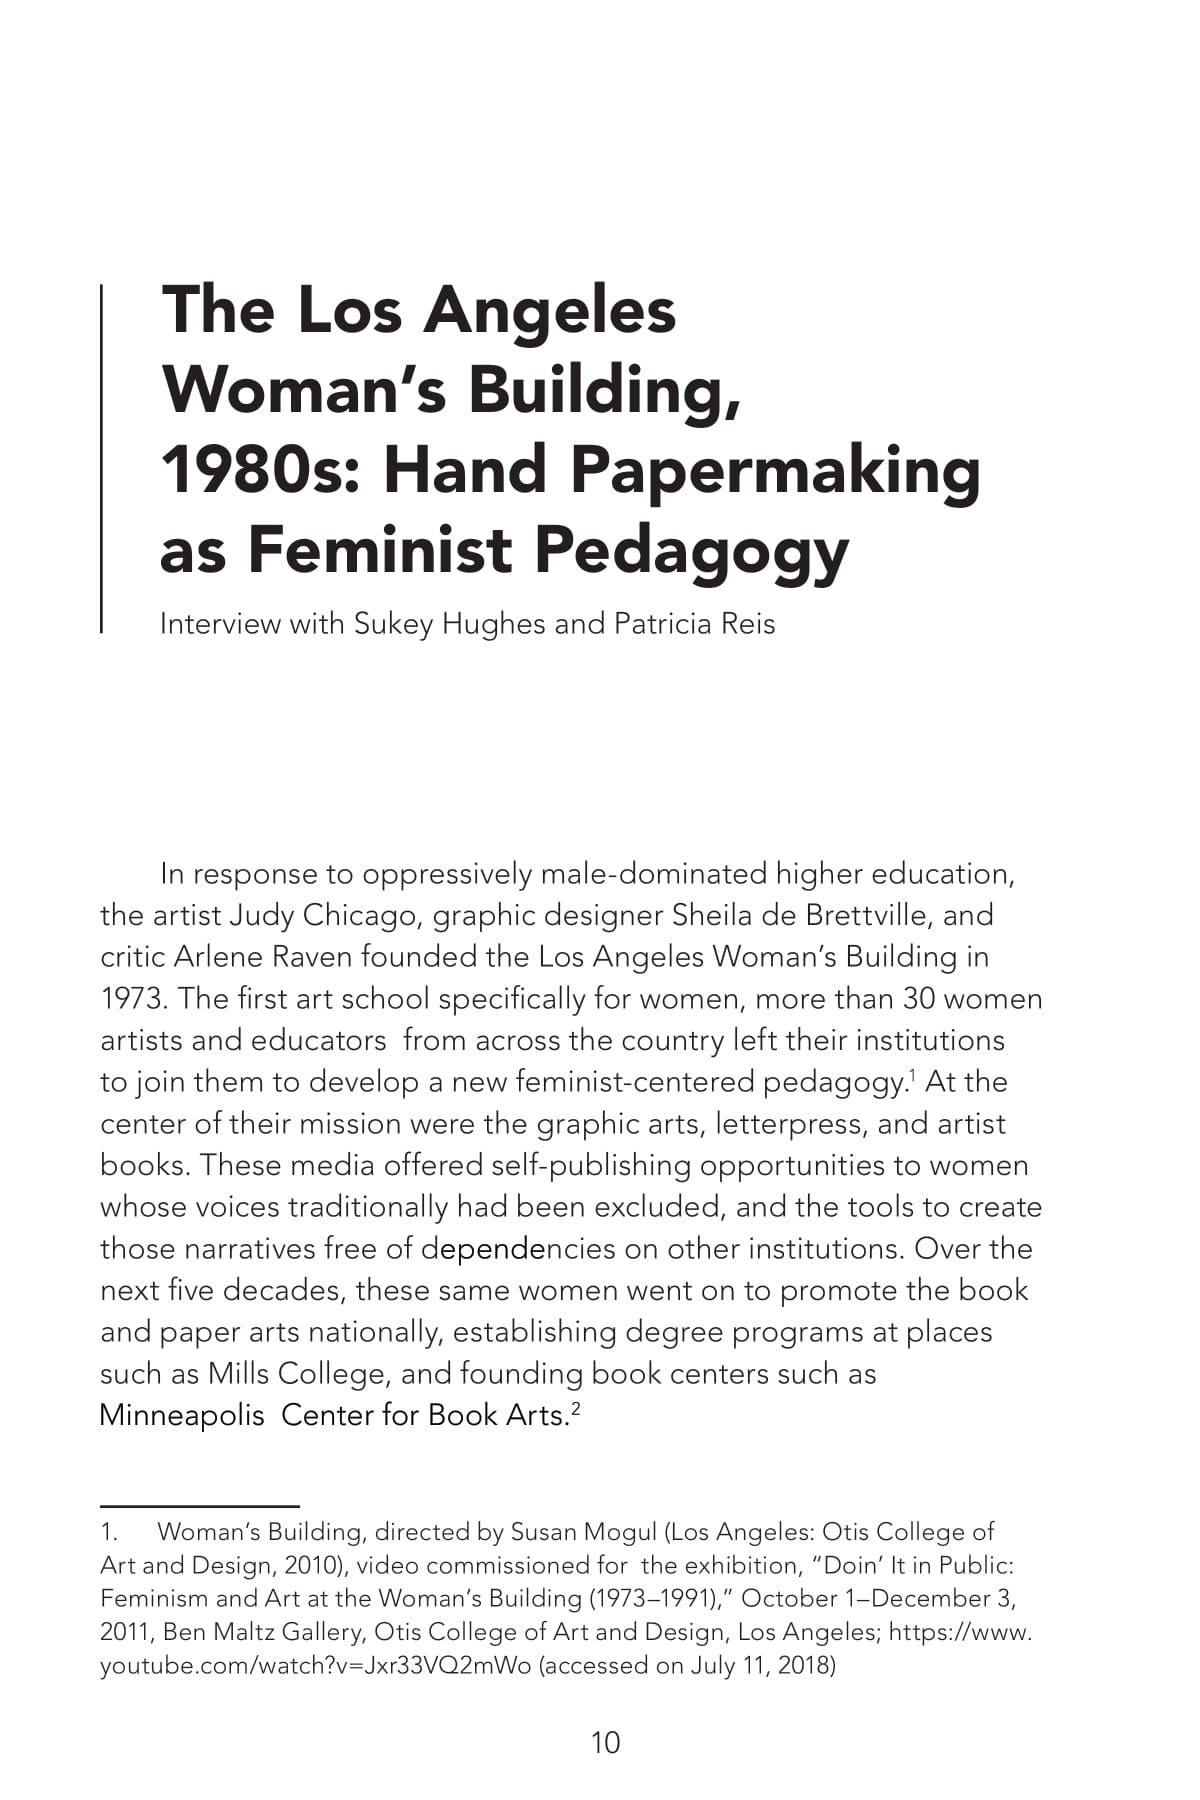 The Los Angeles
Woman’s Building,
1980s: Hand Papermaking
as Feminist Pedagogy
Interview with Sukey Hughes and Patricia Reis
In response to oppressively male-dominated higher education,
the artist Judy Chicago, graphic designer Sheila de Brettville, and
critic Arlene Raven founded the Los Angeles Woman’s Building in
1973. The first art school specifically for women, more than 30 women
artists and educators  from across the country left their institutions
to join them to develop a new feminist-centered pedagogy.¹ At the
center of their mission were the graphic arts, letterpress, and artist
books. These media offered self-publishing opportunities to women
whose voices traditionally had been excluded, and the tools to create
those narratives free of dependencies on other institutions. Over the
next five decades, these same women went on to promote the book
and paper arts nationally, establishing degree programs at places
such as Mills College, and founding book centers such as
Minneapolis  Center for Book Arts.²
1. Woman’s Building, directed by Susan Mogul (Los Angeles: Otis College of
Art and Design, 2010), video commissioned for  the exhibition, “Doin’ It in Public:
Feminism and Art at the Woman’s Building (1973–1991),” October 1–December 3,
2011, Ben Maltz Gallery, Otis College of Art and Design, Los Angeles; https://www.
youtube.com/watch?v=Jxr33VQ2mWo (accessed on July 11, 2018)
10